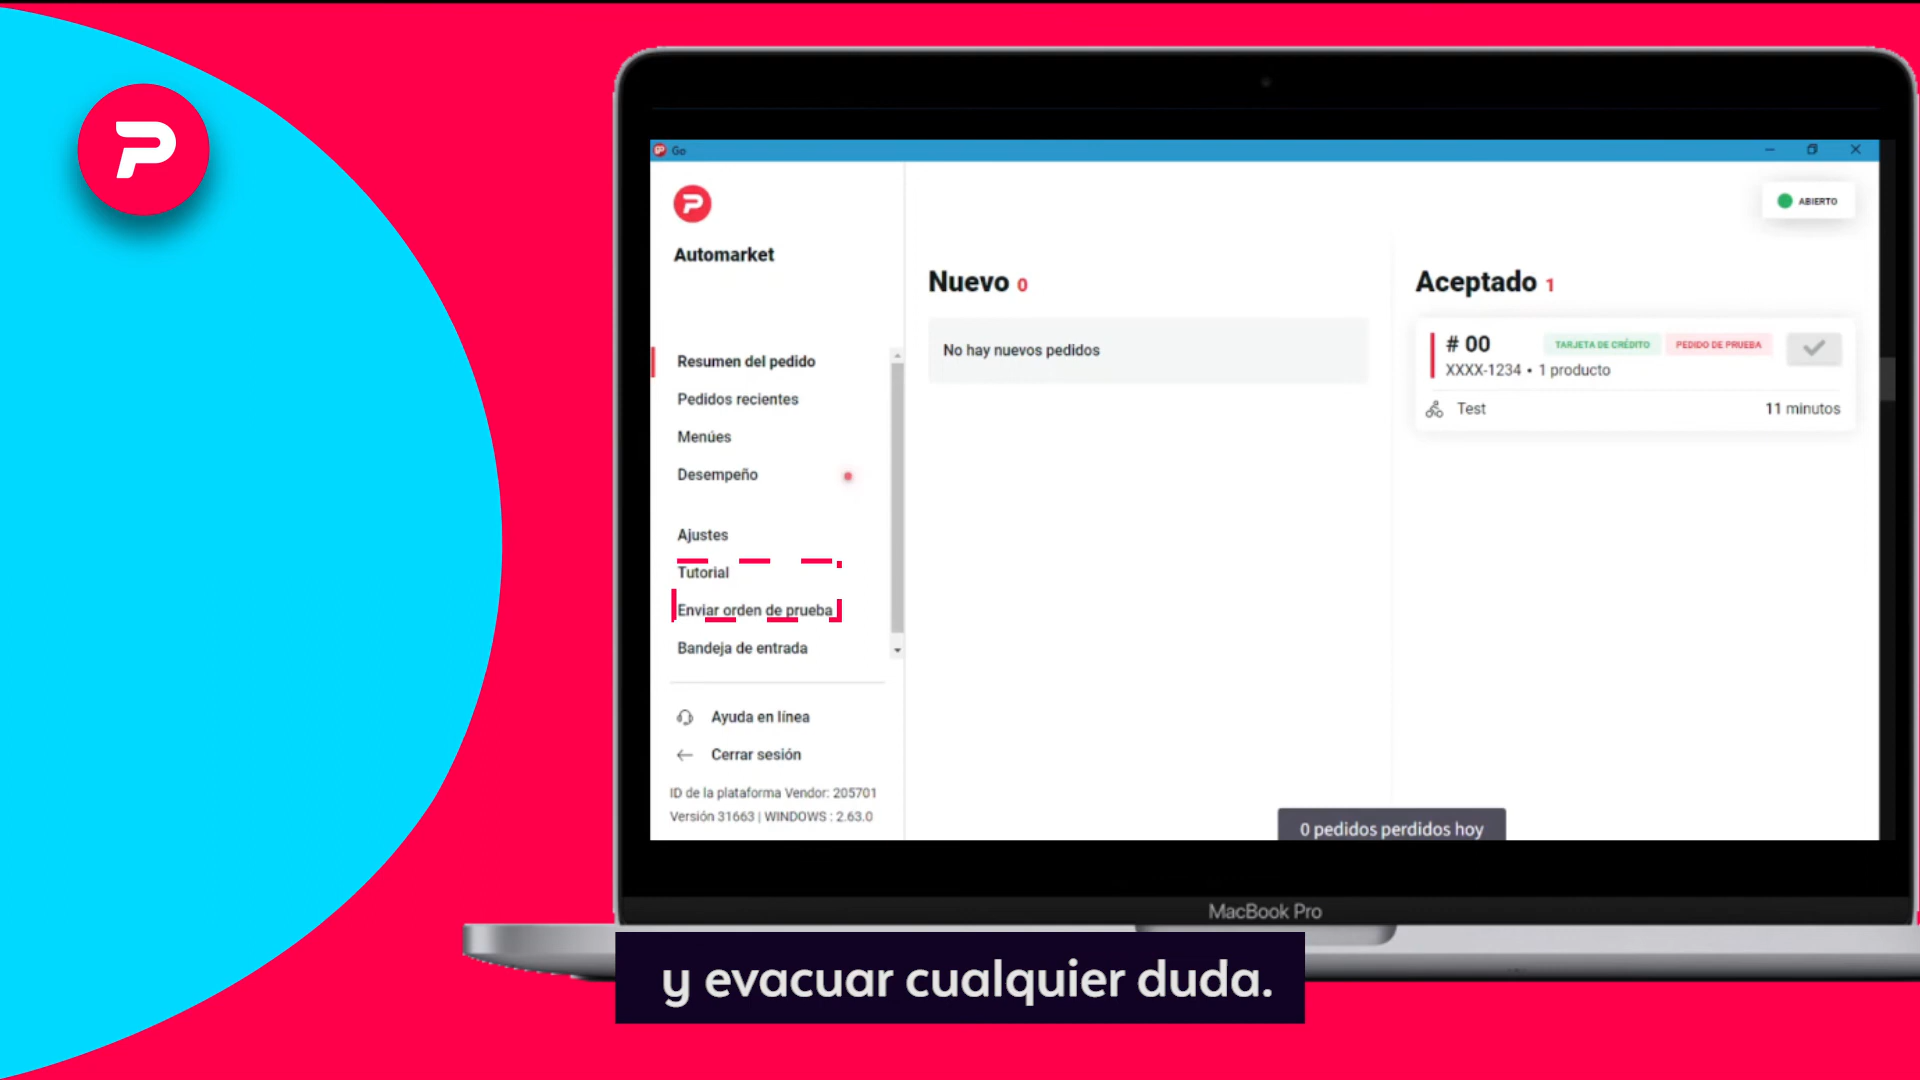 Go
ABIERTO
Automarket
Nuevo 0
Aceptado 1
No hay nuevos pedidos
# 00
TARJETA DE CRÉDITO
PEDIDO DE PRUEBA
XXXX-1234 • 1 producto
Test
11 minutos
Resumen del pedido
Pedidos recientes
Menúes
Desempeño
Ajustes
Tutorial
Enviar orden de prueba
Bandeja de entrada
Ayuda en línea
Cerrar sesión
ID de la plataforma Vendor: 205701
Versión 31663 | WINDOWS : 2.63.0
0 pedidos perdidos hoy
MacBook Pro
y evacuar cualquier duda.